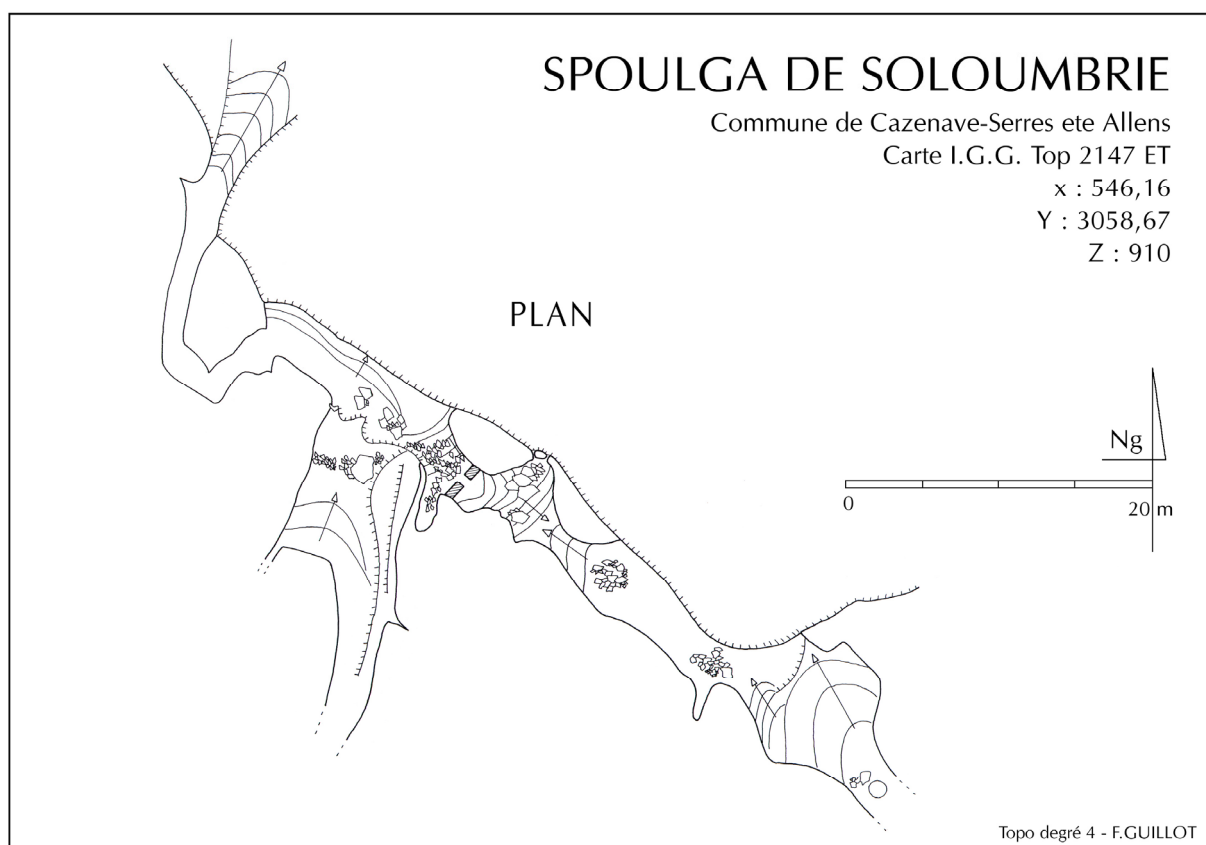 SPOULGA DE SOLOUMBRIE
Commune de Cazenave-Serres ete Allens
Carte I.G.G. Top 2147 ET
x : 546,16
Y : 3058,67
Z : 910
PLAN
Ng
0
20 m
Topo degré 4 - F.GUILLOT